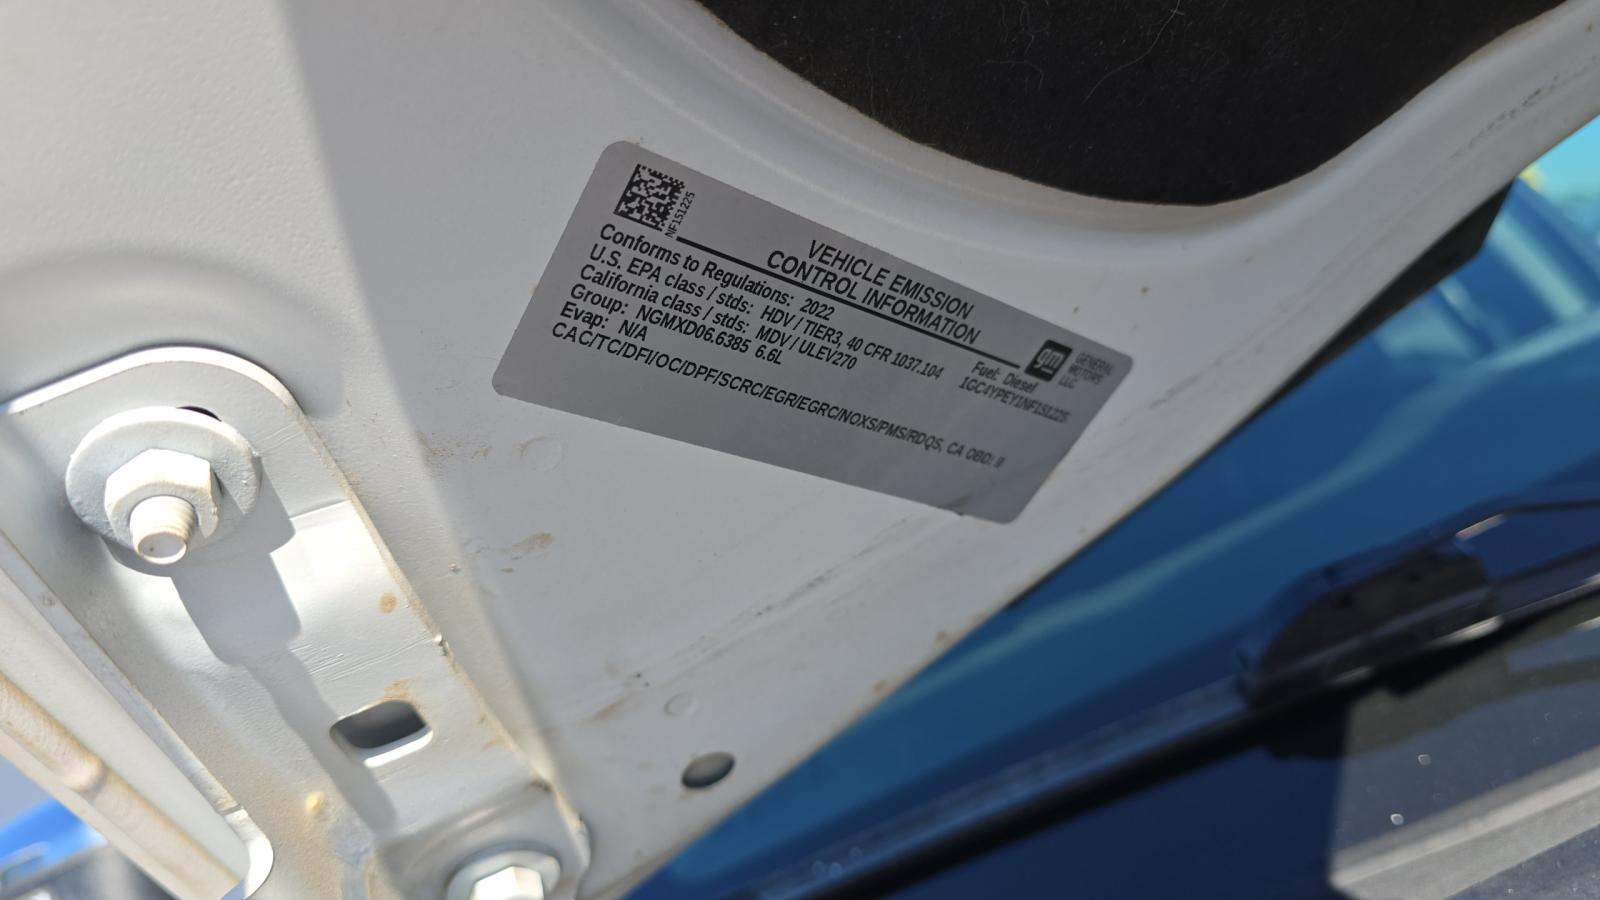 NF151225
VEHICLE EMISSION
CONTROL INFORMATION
gm
GENERAL
MOTORS
LLC
Conforms to Regulations: 2022
Fuel: Diesel
U.S. EPA class / stds: HDV / TIER3, 40 CFR 1037.104
1GC4YPEY1NF151225
California class / stds: MDV / ULEV270
Group: NGMXD06.6385 6.6L
Evap: N/A
CAC/TC/DFI/OC/DPF/SCRC/EGR/EGRC/NOXS/PMS/RDQS, CA OBD: II